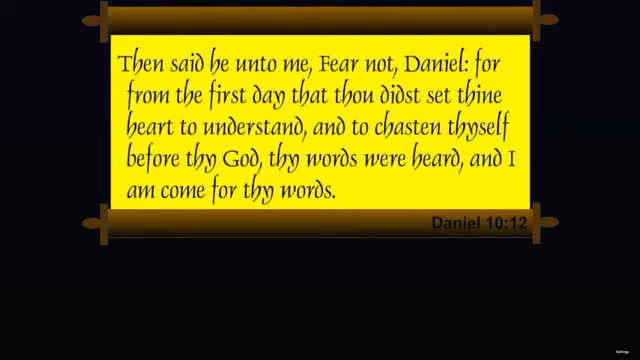 Then said he unto me, Fear not, Daniel: for
from the first day that thou didst set thine
heart to understand, and to chasten thyself
before thy God, thy words were heard, and I
am come for thy words.
Daniel 10:12
Settings